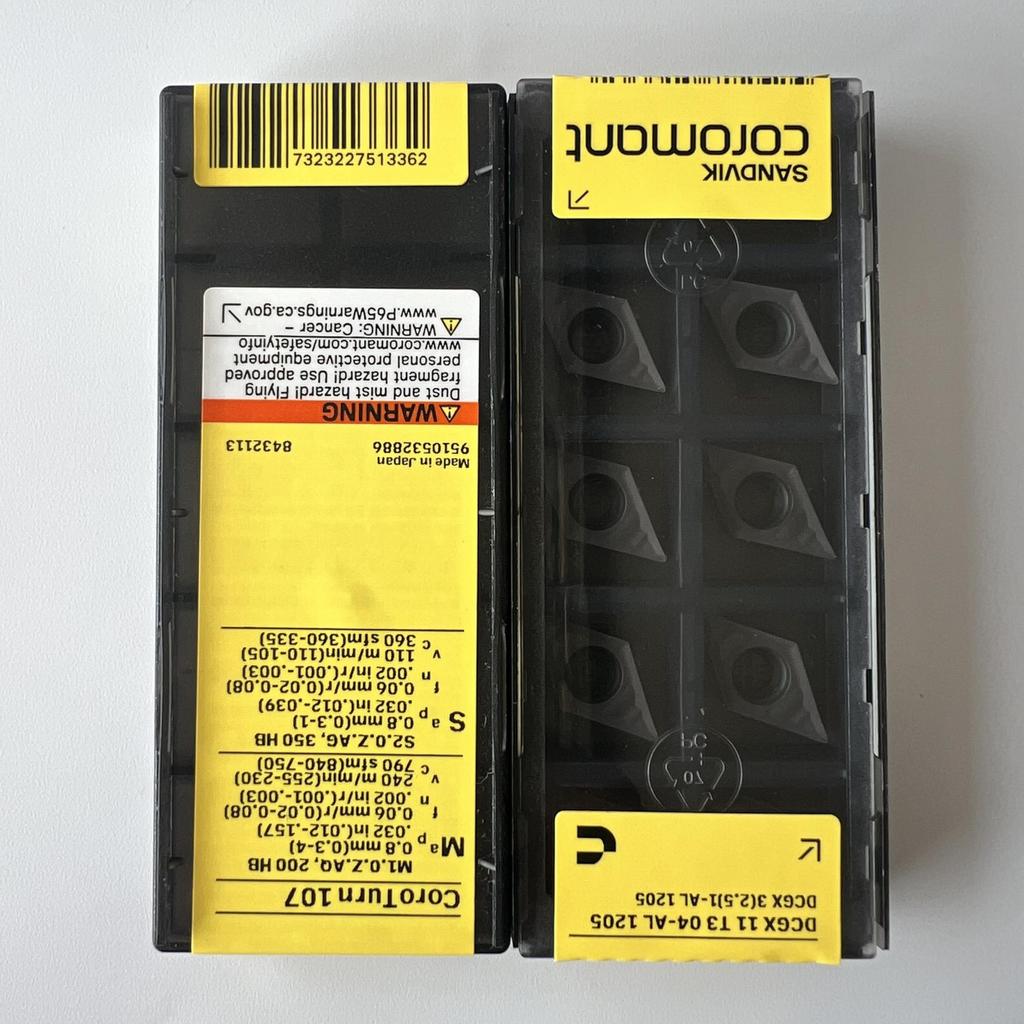 7323227513362
CoroTurn 107
M1.0.Z.AQ, 200 HB
M
ap 0.8 mm(0.3-4)
.032 in(.012-.157)
fn 0.06 mm/r(0.02-0.08)
.002 in/r(.001-.003)
vc 240 m/min(255-230)
790 sfm(840-750)
S2.0.Z.AG, 350 HB
S
ap 0.8 mm(0.3-1)
.032 in(.012-.039)
fn 0.06 mm/r(0.02-0.08)
.002 in/r(.001-.003)
vc 110 m/min(110-105)
360 sfm(360-335)
Made in Japan
9510532886 8432113
WARNING
Dust and mist hazard! Flying
fragment hazard! Use approved
personal protective equipment
www.coromant.com/safetyinfo
WARNING: Cancer –
www.P65Warnings.ca.gov
DCGX 11 T3 04-AL 1205
DCGX 3(2.5)1-AL 1205
07
PC
07
PC
SANDVIK
coromant